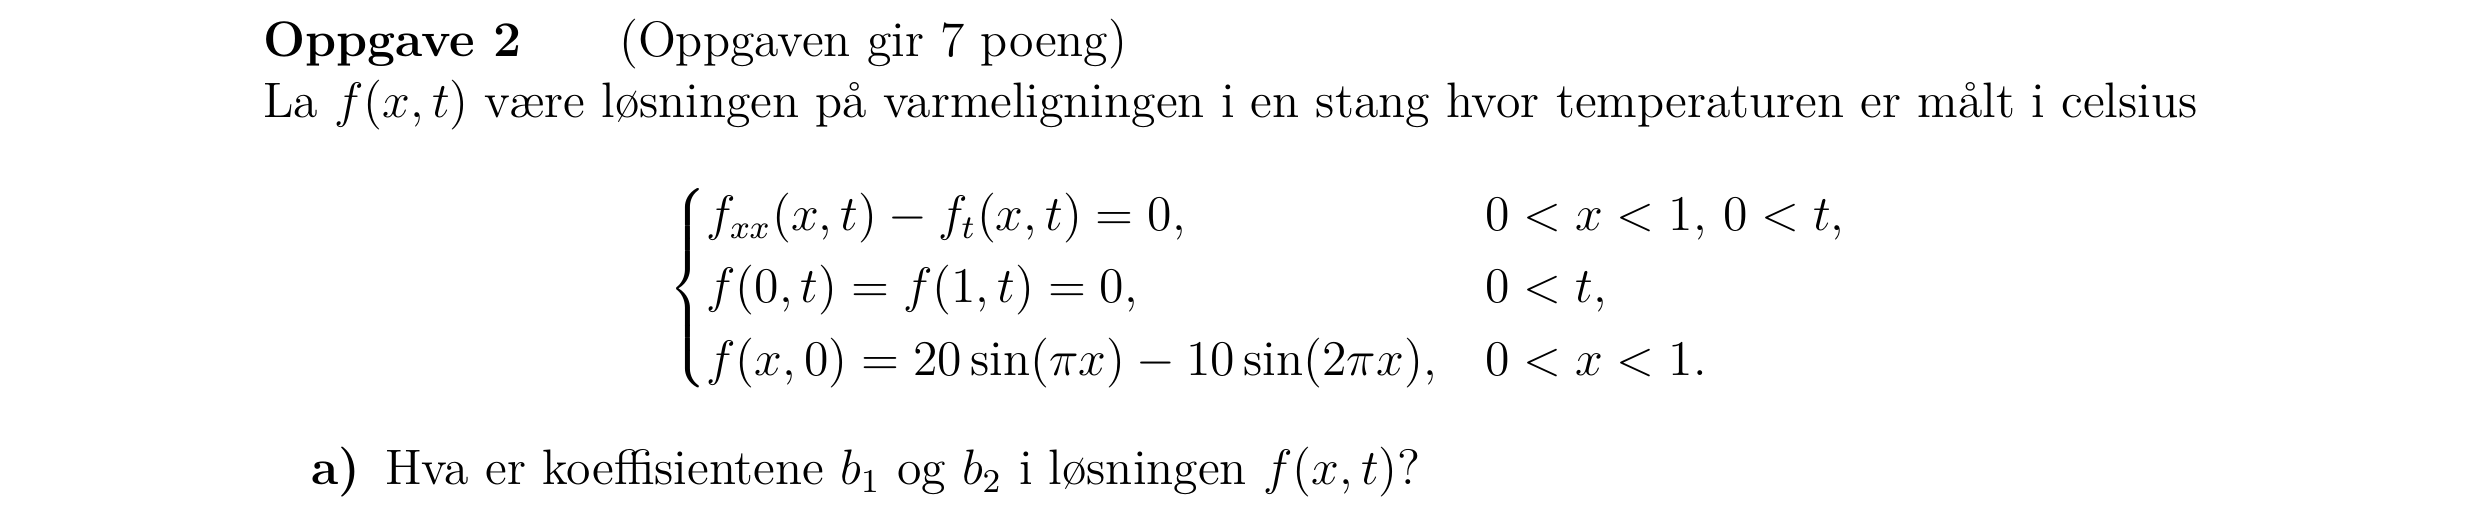 Oppgave 2 (Oppgaven gir 7 poeng)
La f(x, t) være løsningen på varmeligningen i en stang hvor temperaturen er målt i celsius
f_{xx}(x, t) − f_t(x, t) = 0, 0 < x < 1, 0 < t,
f(0, t) = f(1, t) = 0, 0 < t,
f(x, 0) = 20 sin(πx) − 10 sin(2πx), 0 < x < 1.
a) Hva er koeffisientene b_1 og b_2 i løsningen f(x, t)?